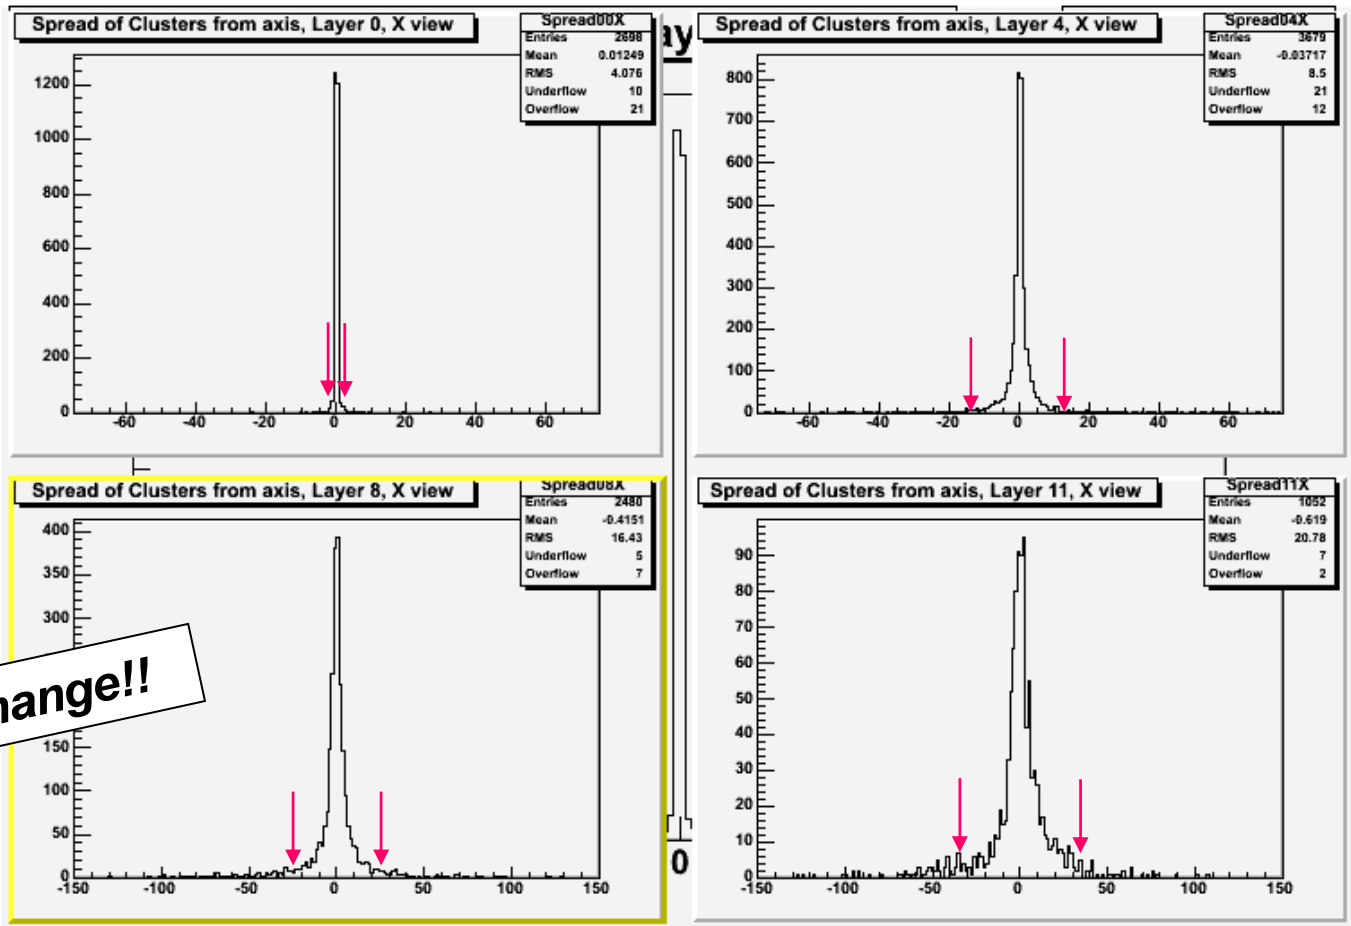 Spread of Clusters from axis, Layer 0, X view
Spread00X
Entries 2698
Mean 0.01249
RMS 4.076
Underflow 10
Overflow 21
1200
1000
800
600
400
200
0
-60 -40 -20 0 20 40 60
ay
Spread of Clusters from axis, Layer 4, X view
Spread04X
Entries 3679
Mean -0.03717
RMS 8.5
Underflow 21
Overflow 12
800
700
600
500
400
300
200
100
0
-60 -40 -20 0 20 40 60
Spread of Clusters from axis, Layer 8, X view
Spread08X
Entries 2480
Mean -0.4151
RMS 16.43
Underflow 5
Overflow 7
400
350
300
hange!!
150
100
50
0
-150 -100 -50 0 50 100 150
0
Spread of Clusters from axis, Layer 11, X view
Spread11X
Entries 1052
Mean -0.619
RMS 20.78
Underflow 7
Overflow 2
90
80
70
60
50
40
30
20
10
0
-150 -100 -50 0 50 100 150